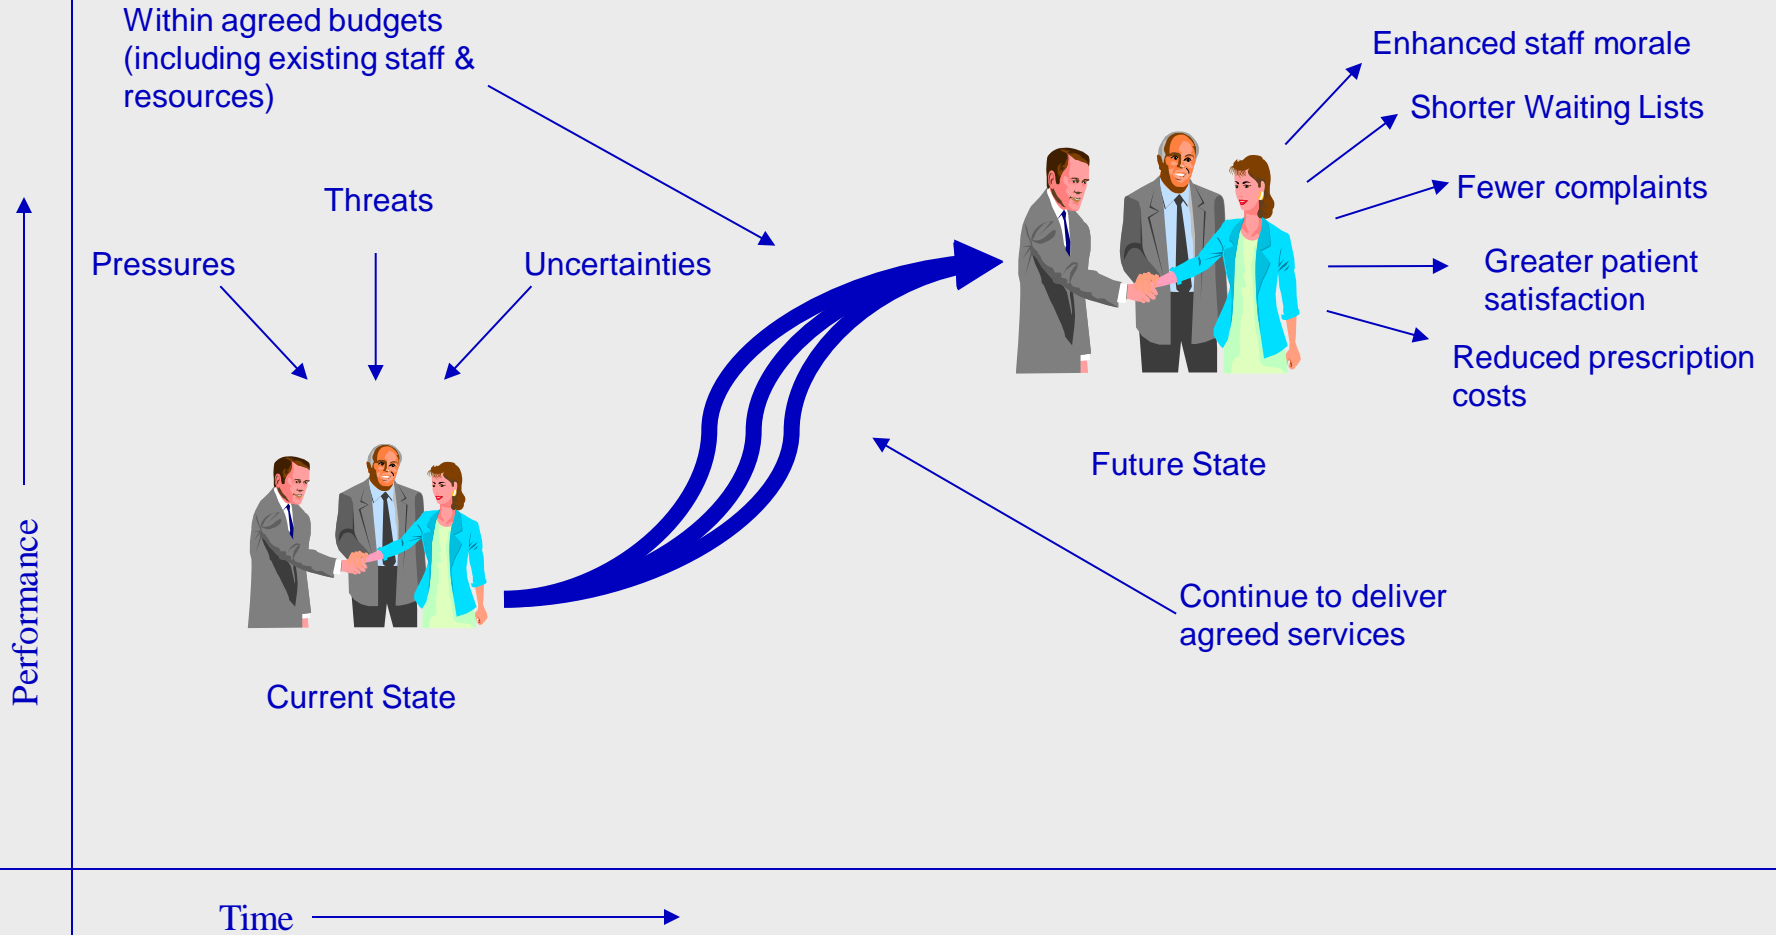 Within agreed budgets
(including existing staff &
resources)
Enhanced staff morale
Shorter Waiting Lists
Threats
Fewer complaints
Pressures
Uncertainties
Greater patient
satisfaction
Reduced prescription
costs
Future State
Performance
Continue to deliver
agreed services
Current State
Time